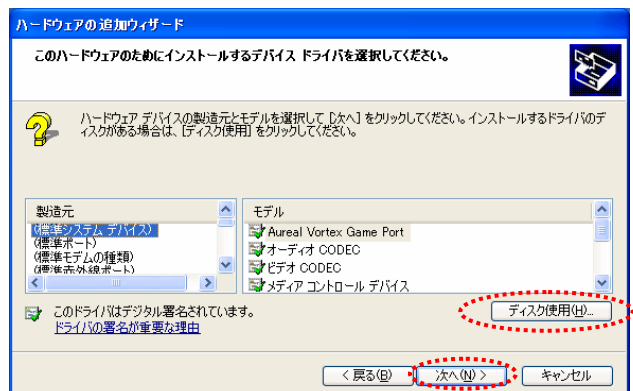 ハードウェアの追加ウィザード
このハードウェアのためにインストールするデバイス ドライバを選択してください。
ハードウェア デバイスの製造元とモデルを選択して [次へ] をクリックしてください。インストールするドライバのデ
ィスクがある場合は、[ディスク使用] をクリックしてください。
製造元
(標準システム デバイス)
(標準ポート)
(標準モデムの種類)
(標準赤外線ポート)
モデル
Aureal Vortex Game Port
オーディオ CODEC
ビデオ CODEC
メディア コントロール デバイス
このドライバはデジタル署名されています。
ドライバの署名が重要な理由
ディスク使用(H)...
< 戻る(B)
次へ(N) >
キャンセル